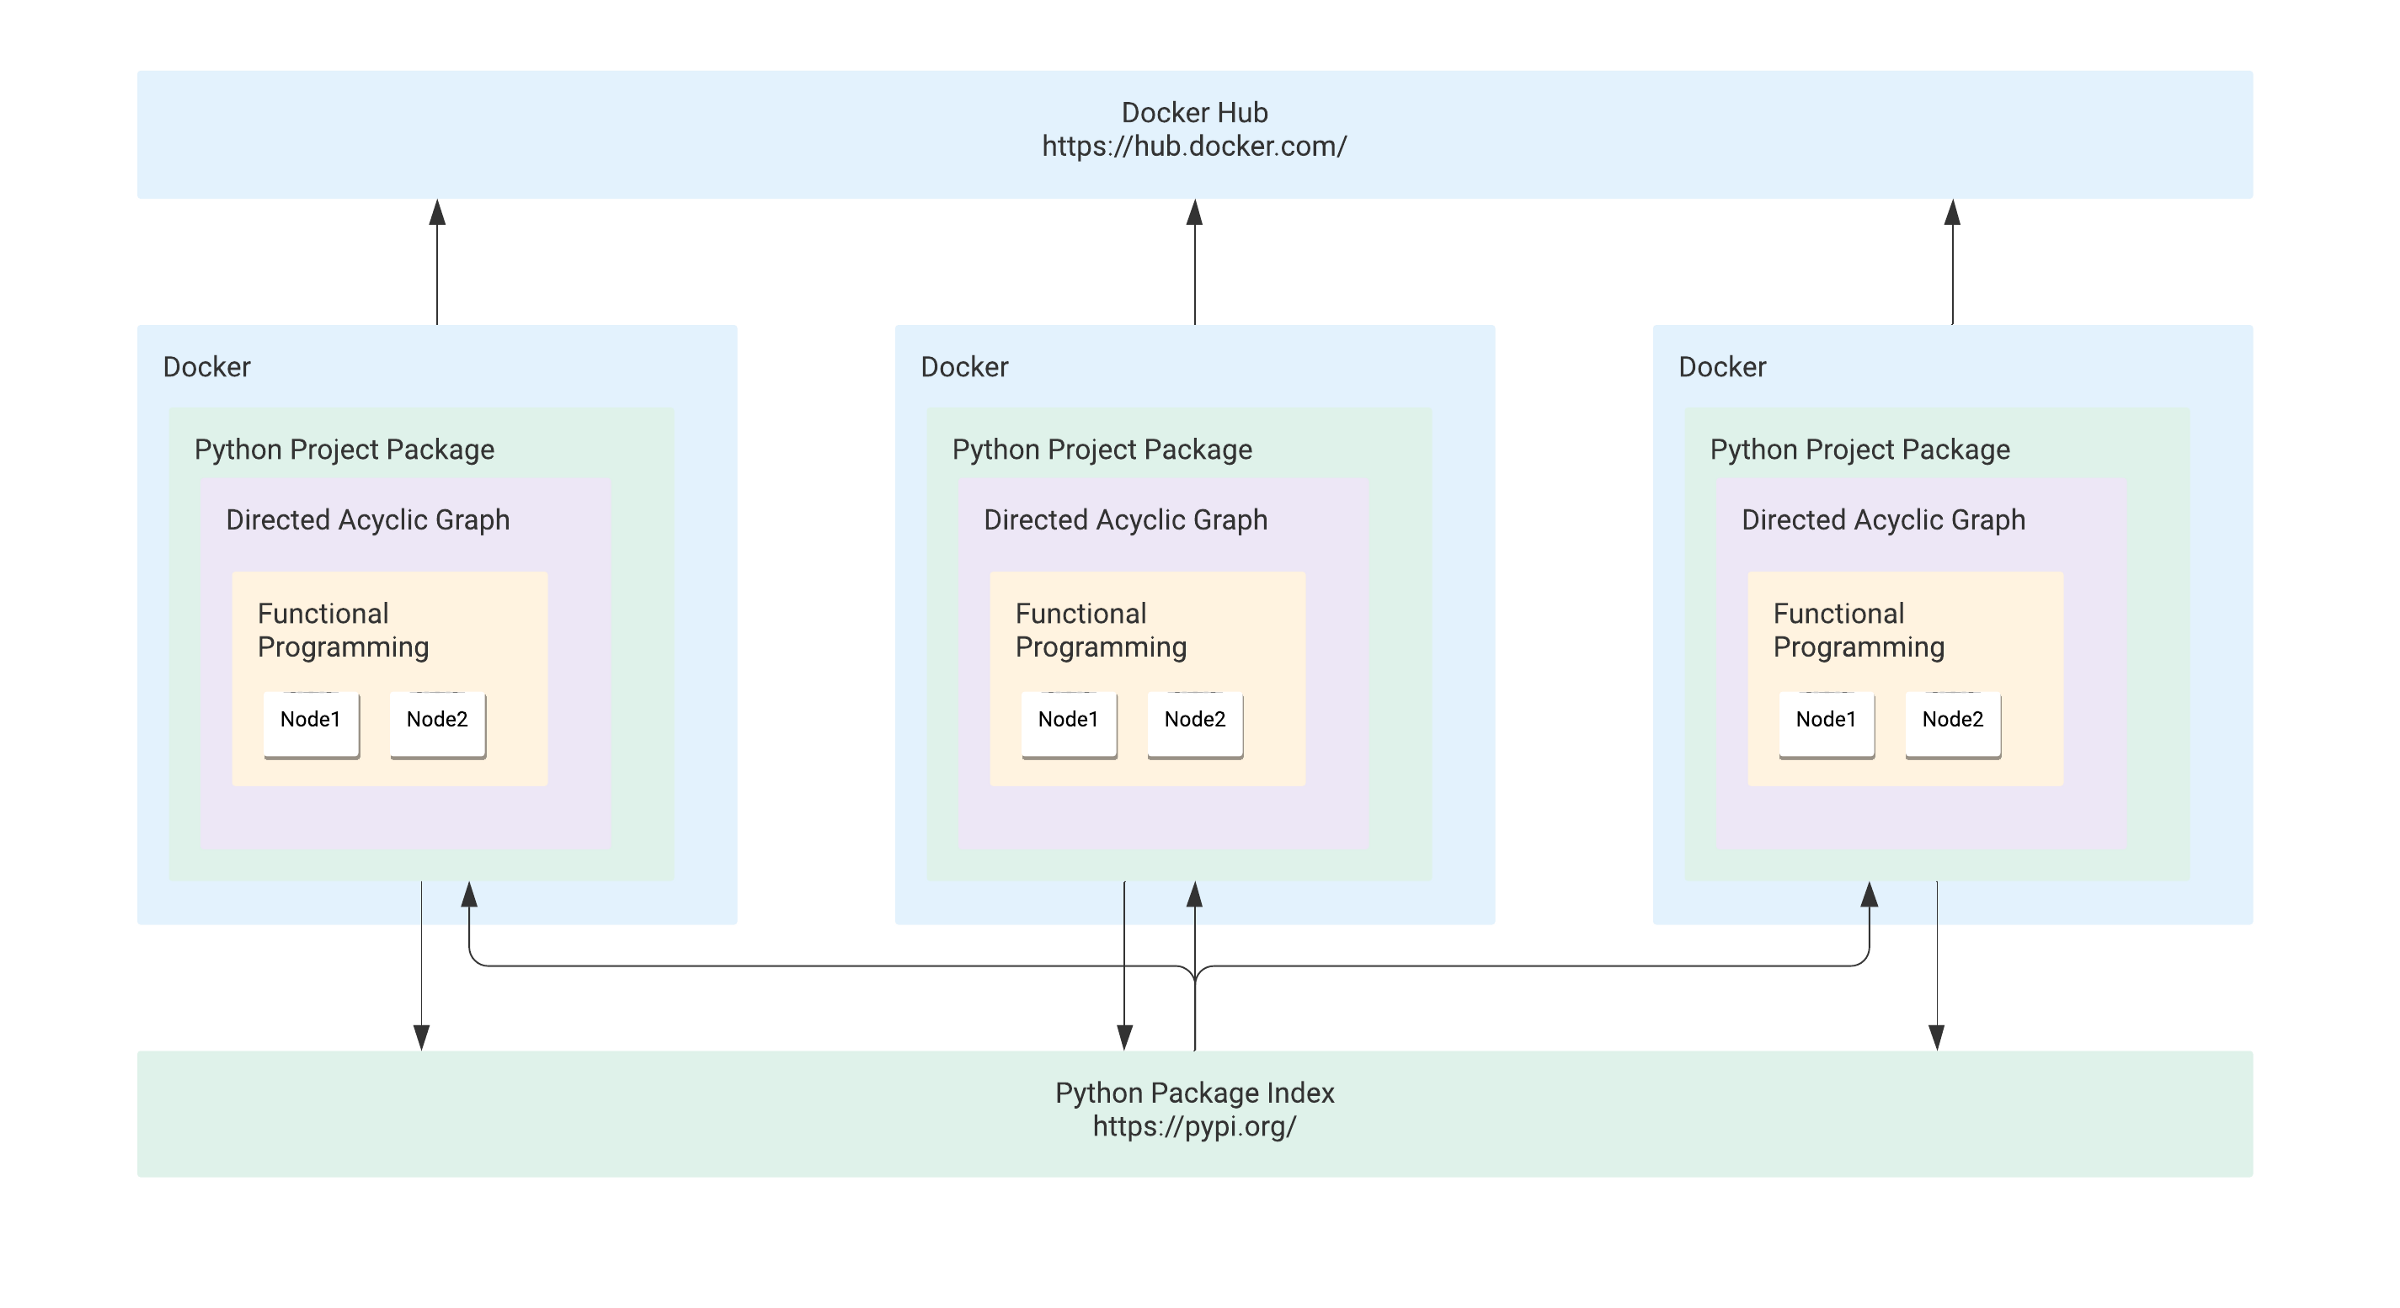 Docker Hub
https://hub.docker.com/
Docker
Python Project Package
Directed Acyclic Graph
Functional
Programming
Node1
Node2
Docker
Python Project Package
Directed Acyclic Graph
Functional
Programming
Node1
Node2
Docker
Python Project Package
Directed Acyclic Graph
Functional
Programming
Node1
Node2
Python Package Index
https://pypi.org/